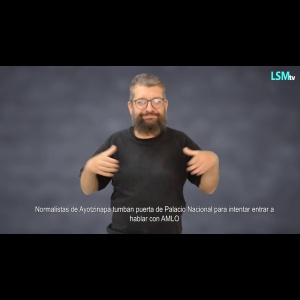 LSMtv
Normalistas de Ayotzinapa tumban puerta de Palacio Nacional para intentar entrar a
hablar con AMLO